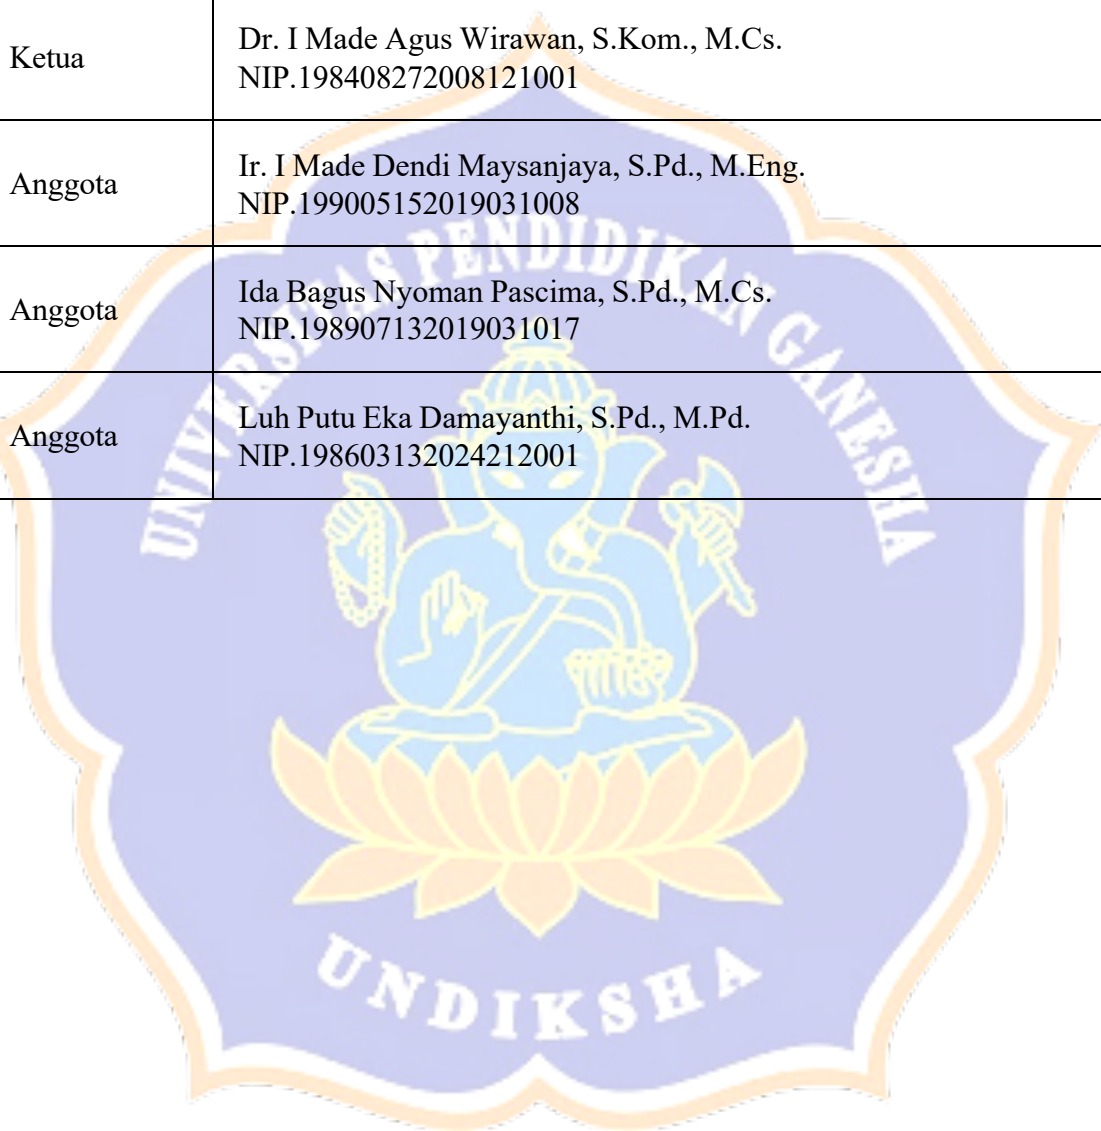 Ketua
Dr. I Made Agus Wirawan, S.Kom., M.Cs.
NIP.198408272008121001
Anggota
Ir. I Made Dendi Maysanjaya, S.Pd., M.Eng.
NIP.199005152019031008
Anggota
Ida Bagus Nyoman Pascima, S.Pd., M.Cs.
NIP.198907132019031017
Anggota
Luh Putu Eka Damayanthi, S.Pd., M.Pd.
NIP.198603132024212001
UNIVERSITAS PENDIDIKAN GANESHA
UNDIKSHA